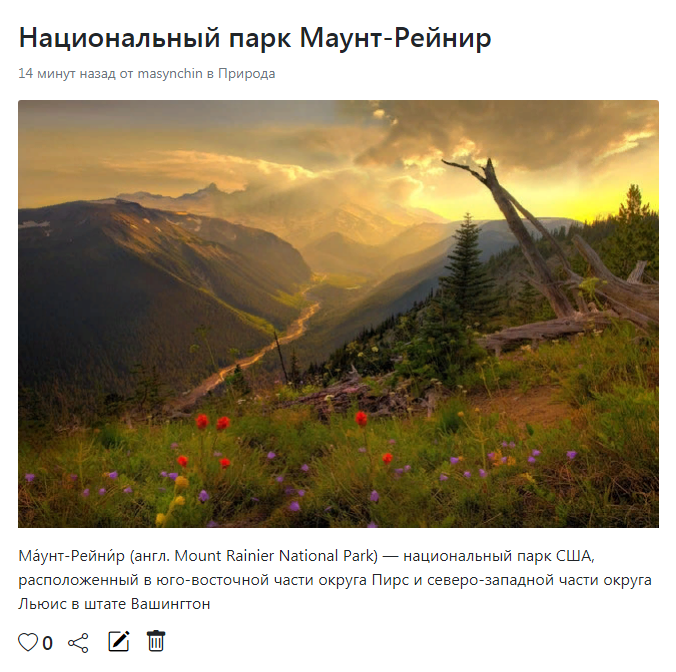 Национальный парк Маунт-Рейнир
14 минут назад от masynchin в Природа
Ма́унт-Рейни́р (англ. Mount Rainier National Park) — национальный парк США,
расположенный в юго-восточной части округа Пирс и северо-западной части округа
Льюис в штате Вашингтон
0